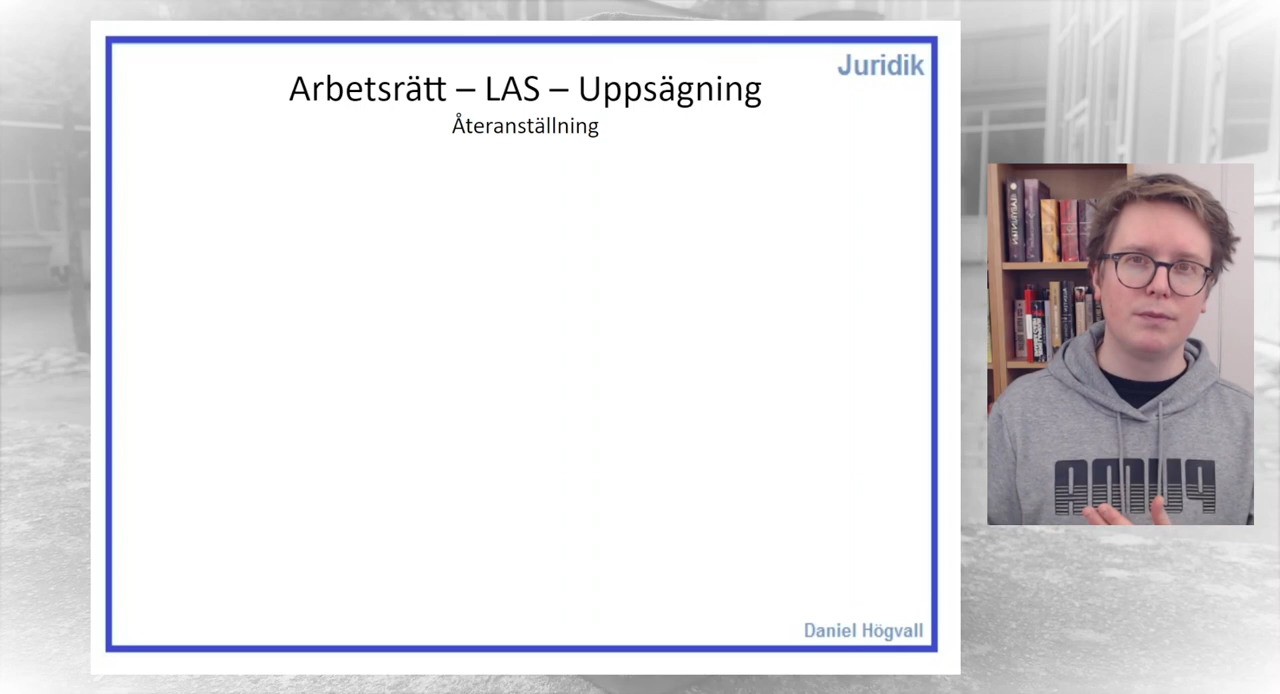 Juridik
Arbetsrätt – LAS – Uppsägning
Återanställning
Daniel Högvall